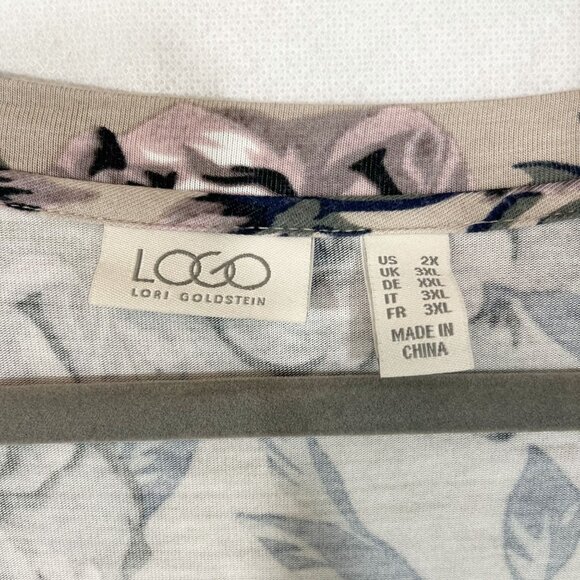 LOGO
LORI GOLDSTEIN
US 2X
UK 3XL
DE XXL
IT 3XL
FR 3XL
MADE IN
CHINA